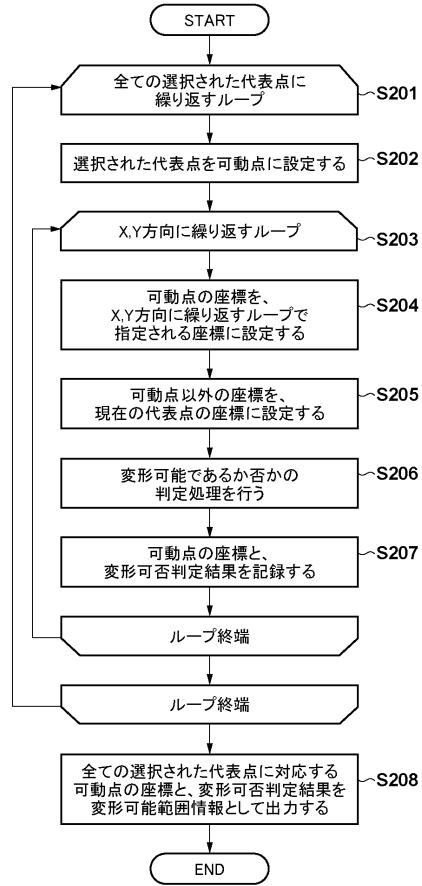 START
全ての選択された代表点に
繰り返すループ
S201
選択された代表点を可動点に設定する
S202
X,Y方向に繰り返すループ
S203
可動点の座標を、
X,Y方向に繰り返すループで
指定される座標に設定する
S204
可動点以外の座標を、
現在の代表点の座標に設定する
S205
変形可能であるか否かの
判定処理を行う
S206
可動点の座標と、
変形可否判定結果を記録する
S207
ループ終端
ループ終端
全ての選択された代表点に対応する
可動点の座標と、変形可否判定結果を
変形可能範囲情報として出力する
S208
END